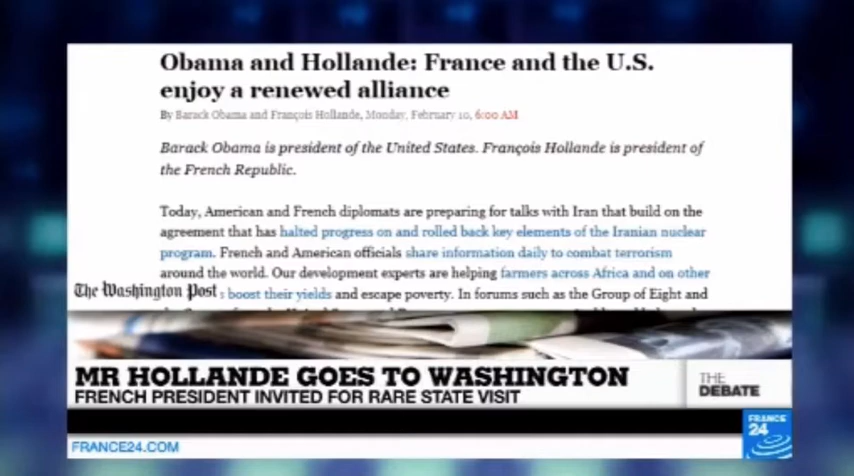 Obama and Hollande: France and the U.S.
enjoy a renewed alliance
By Barack Obama and François Hollande, Monday, February 10, 6:00 AM
Barack Obama is president of the United States. François Hollande is president of
the French Republic.
Today, American and French diplomats are preparing for talks with Iran that build on the
agreement that has halted progress on and rolled back key elements of the Iranian nuclear
program. French and American officials share information daily to combat terrorism
around the world. Our development experts are helping farmers across Africa and on other
The Washington Post
boost their yields and escape poverty. In forums such as the Group of Eight and
MR HOLLANDE GOES TO WASHINGTON
FRENCH PRESIDENT INVITED FOR RARE STATE VISIT
THE
DEBATE
FRANCE
24
FRANCE24.COM